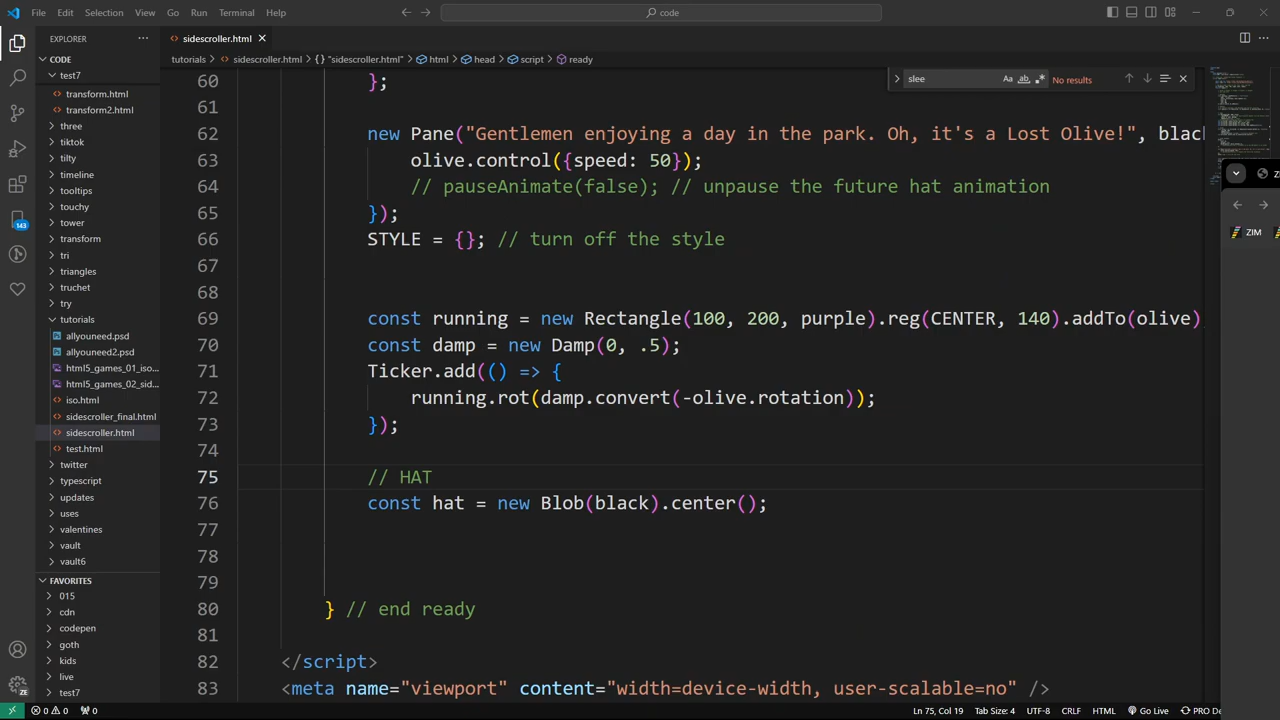 File Edit Selection View Go Run Terminal Help
code
EXPLORER
sidescroller.html
tutorials > sidescroller.html > {} "sidescroller.html" > html > head > script > ready
CODE
test7
transform.html
transform2.html
three
tiktok
tilty
timeline
tooltips
touchy
tower
transform
tri
triangles
truchet
try
tutorials
allyouneed.psd
allyouneed2.psd
html5_games_01_iso...
html5_games_02_sid...
iso.html
sidescroller_final.html
sidescroller.html
test.html
twitter
typescript
updates
uses
valentines
vault
vault6
FAVORITES
015
cdn
codepen
goth
kids
live
test7
143
ZE
slee
Aa ab .*
No results
60 };
61
62 new Pane("Gentlemen enjoying a day in the park. Oh, it's a Lost Olive!", blac
63 olive.control({speed: 50});
64 // pauseAnimate(false); // unpause the future hat animation
65 });
66 STYLE = {}; // turn off the style
67
68
69 const running = new Rectangle(100, 200, purple).reg(CENTER, 140).addTo(olive)
70 const damp = new Damp(0, .5);
71 Ticker.add(() => {
72 running.rot(damp.convert(-olive.rotation));
73 });
74
75 // HAT
76 const hat = new Blob(black).center();
77
78
79
80 } // end ready
81
82 </script>
83 <meta name="viewport" content="width=device-width, user-scalable=no" />
ZIM
0 0 0
Ln 75, Col 19 Tab Size: 4 UTF-8 CRLF HTML Go Live PRO De